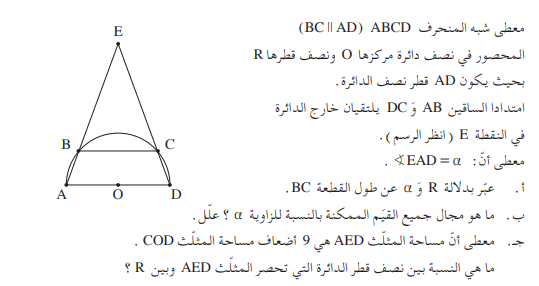 معطى شبه المنحرف ABCD (BC || AD)
المحصور في نصف دائرة مركزها O ونصف قطرها R
بحيث يكون AD قطر نصف الدائرة.
امتدادا الساقين AB وَ DC يلتقيان خارج الدائرة
في النقطة E (انظر الرسم).
معطى أنّ: ∢EAD = α.
أ. عبّر بدلالة R وَ α عن طول القطعة BC.
ب. ما هو مجال جميع القيَم الممكنة بالنسبة للزاوية α ؟ علّل.
جـ. معطى أنّ مساحة المثلّث AED هي 9 أضعاف مساحة المثلّث COD .
ما هي النسبة بين نصف قطر الدائرة التي تحصر المثلّث AED وبين R ؟
E
B
C
A
O
D